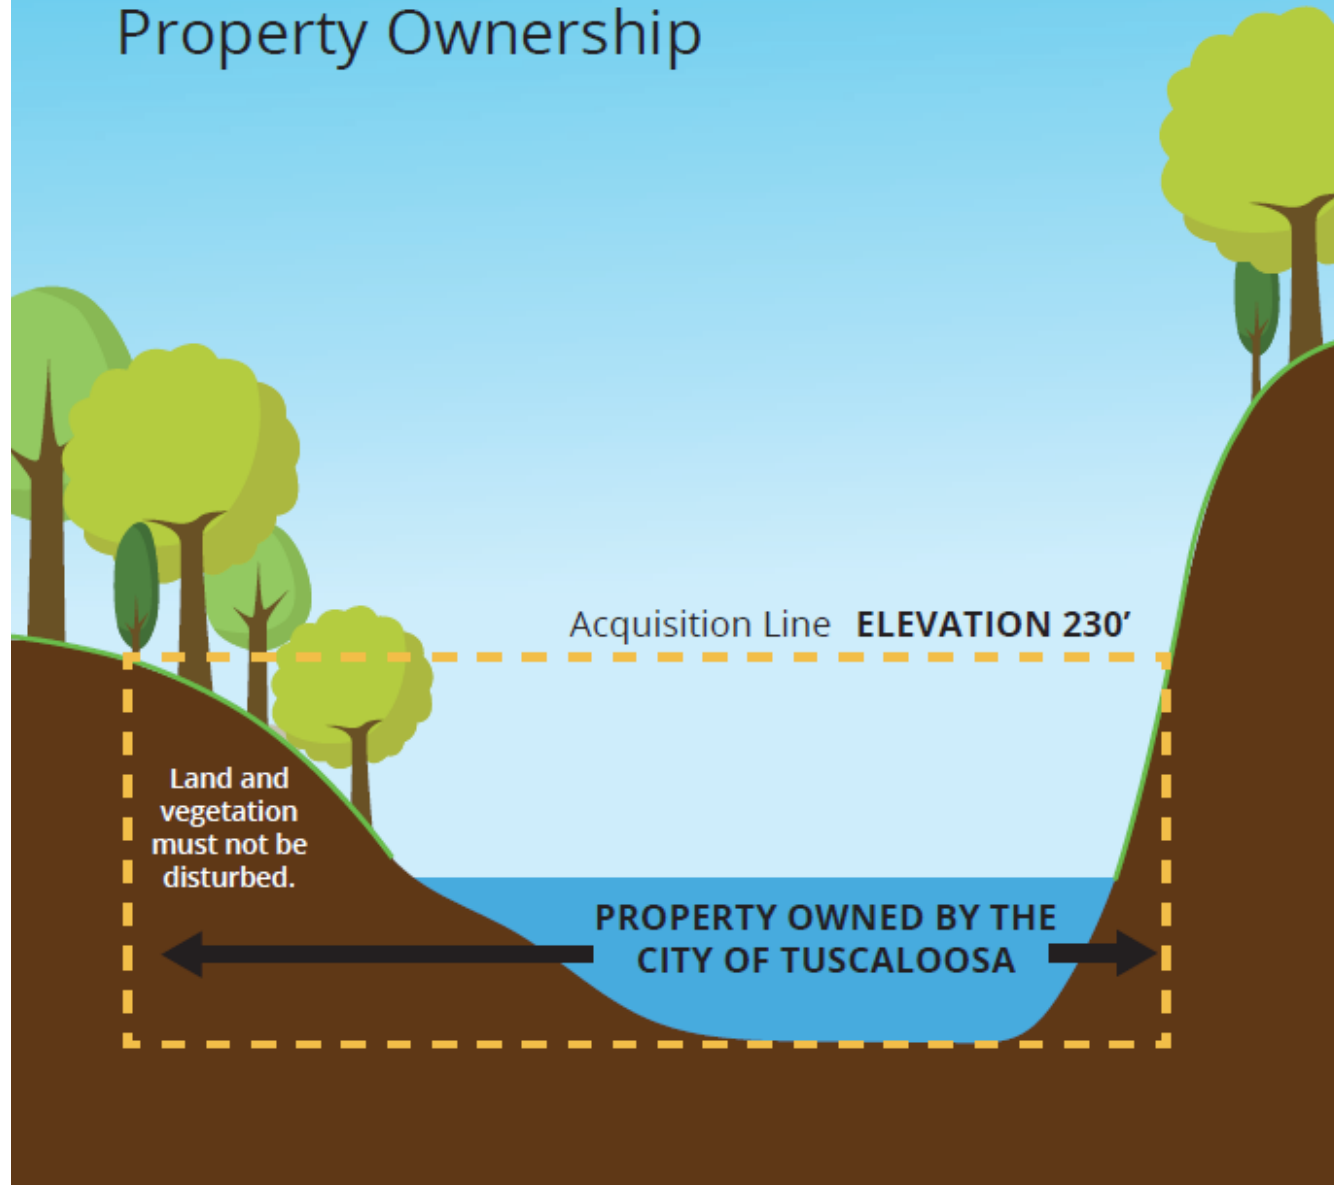 Property Ownership
Acquisition Line ELEVATION 230’
Land and
vegetation
must not be
disturbed.
PROPERTY OWNED BY THE
CITY OF TUSCALOOSA